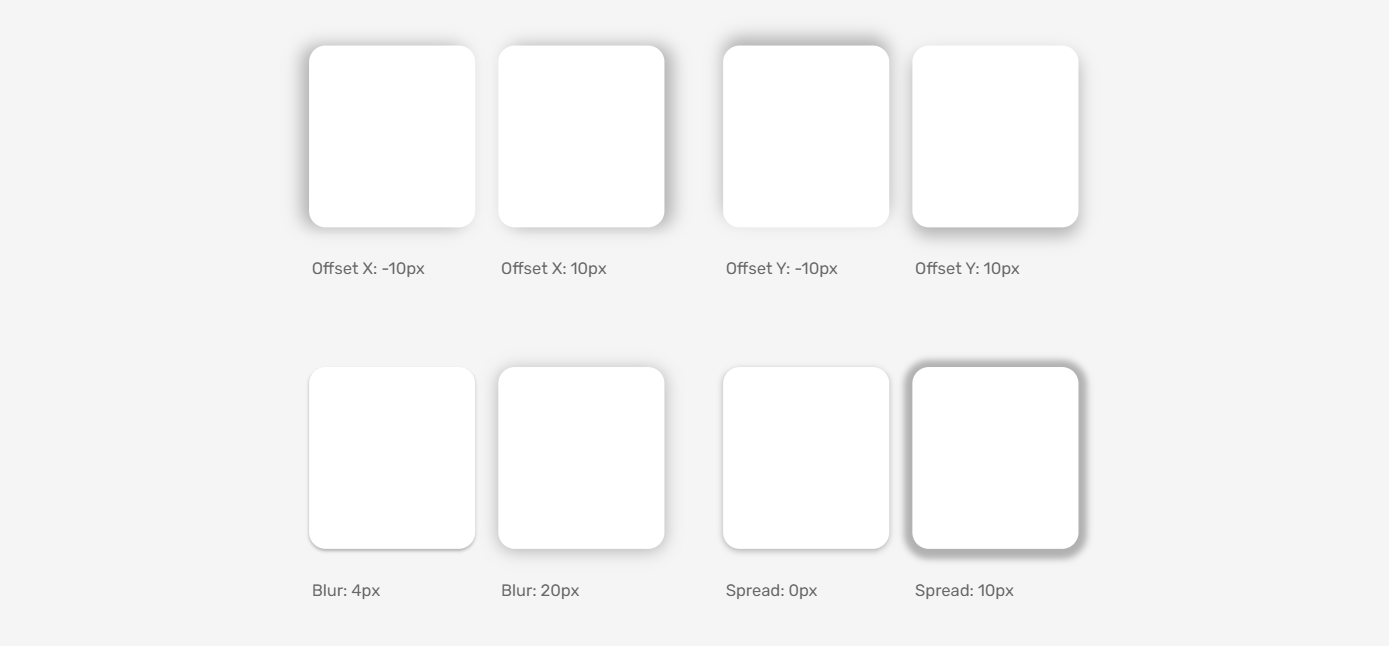 Offset X: -10px
Offset X: 10px
Offset Y: -10px
Offset Y: 10px
Blur: 4px
Blur: 20px
Spread: 0px
Spread: 10px